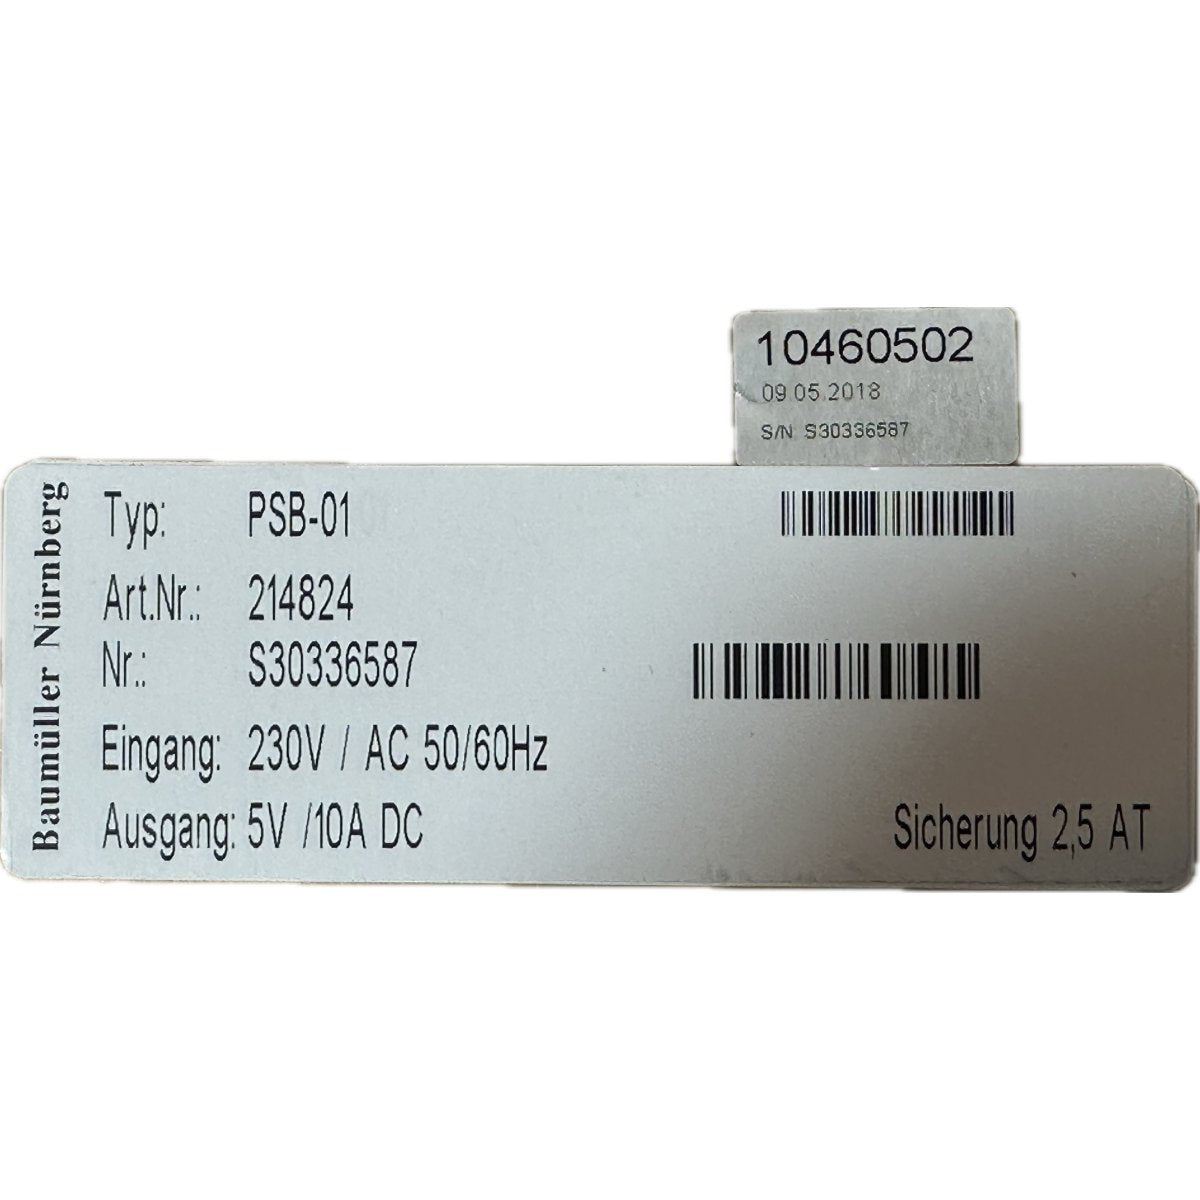 10460502
09.05.2018
S/N S30336587
Baumüller Nürnberg
Typ: PSB-01
Art.Nr.: 214824
Nr.: S30336587
Eingang: 230V / AC 50/60Hz
Ausgang: 5V /10A DC
Sicherung 2,5 AT